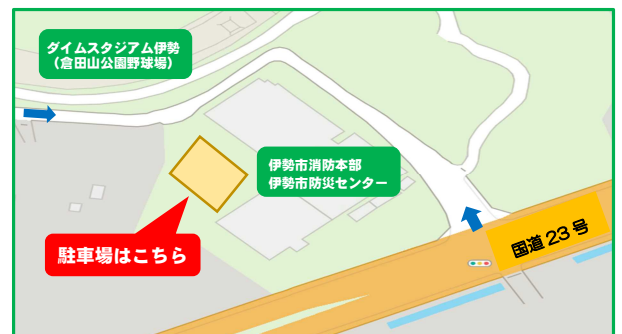 ダイムスタジアム伊勢
（倉田山公園野球場）
伊勢市消防本部
伊勢市防災センター
駐車場はこちら
国道23号